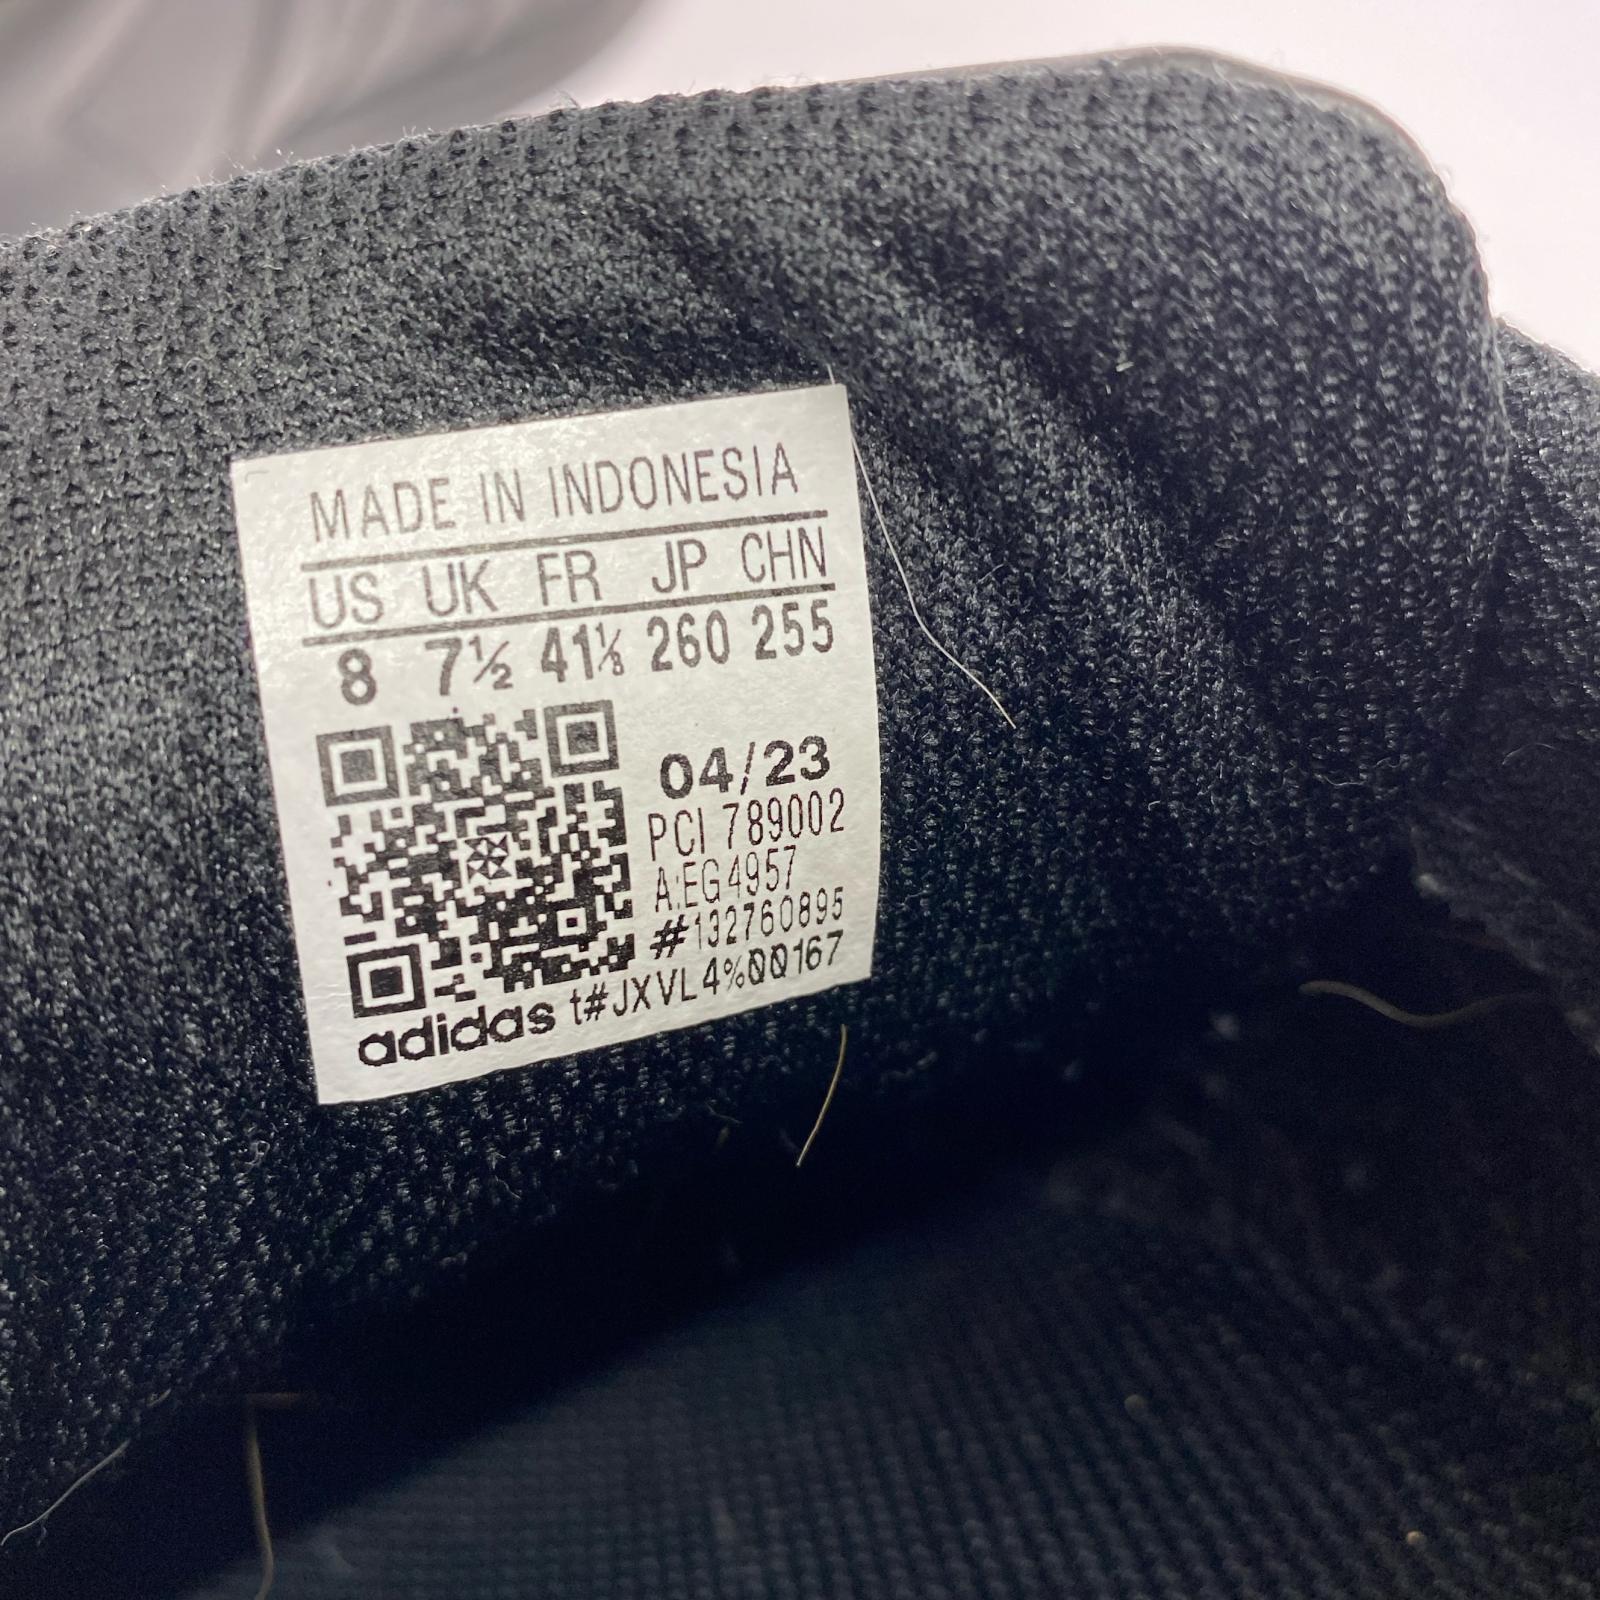 MADE IN INDONESIA
US UK FR JP CHN
8 7½ 41⅓ 260 255
04/23
PCI 789002
A:EG4957
#132760895
adidas t#JXVL4%00167